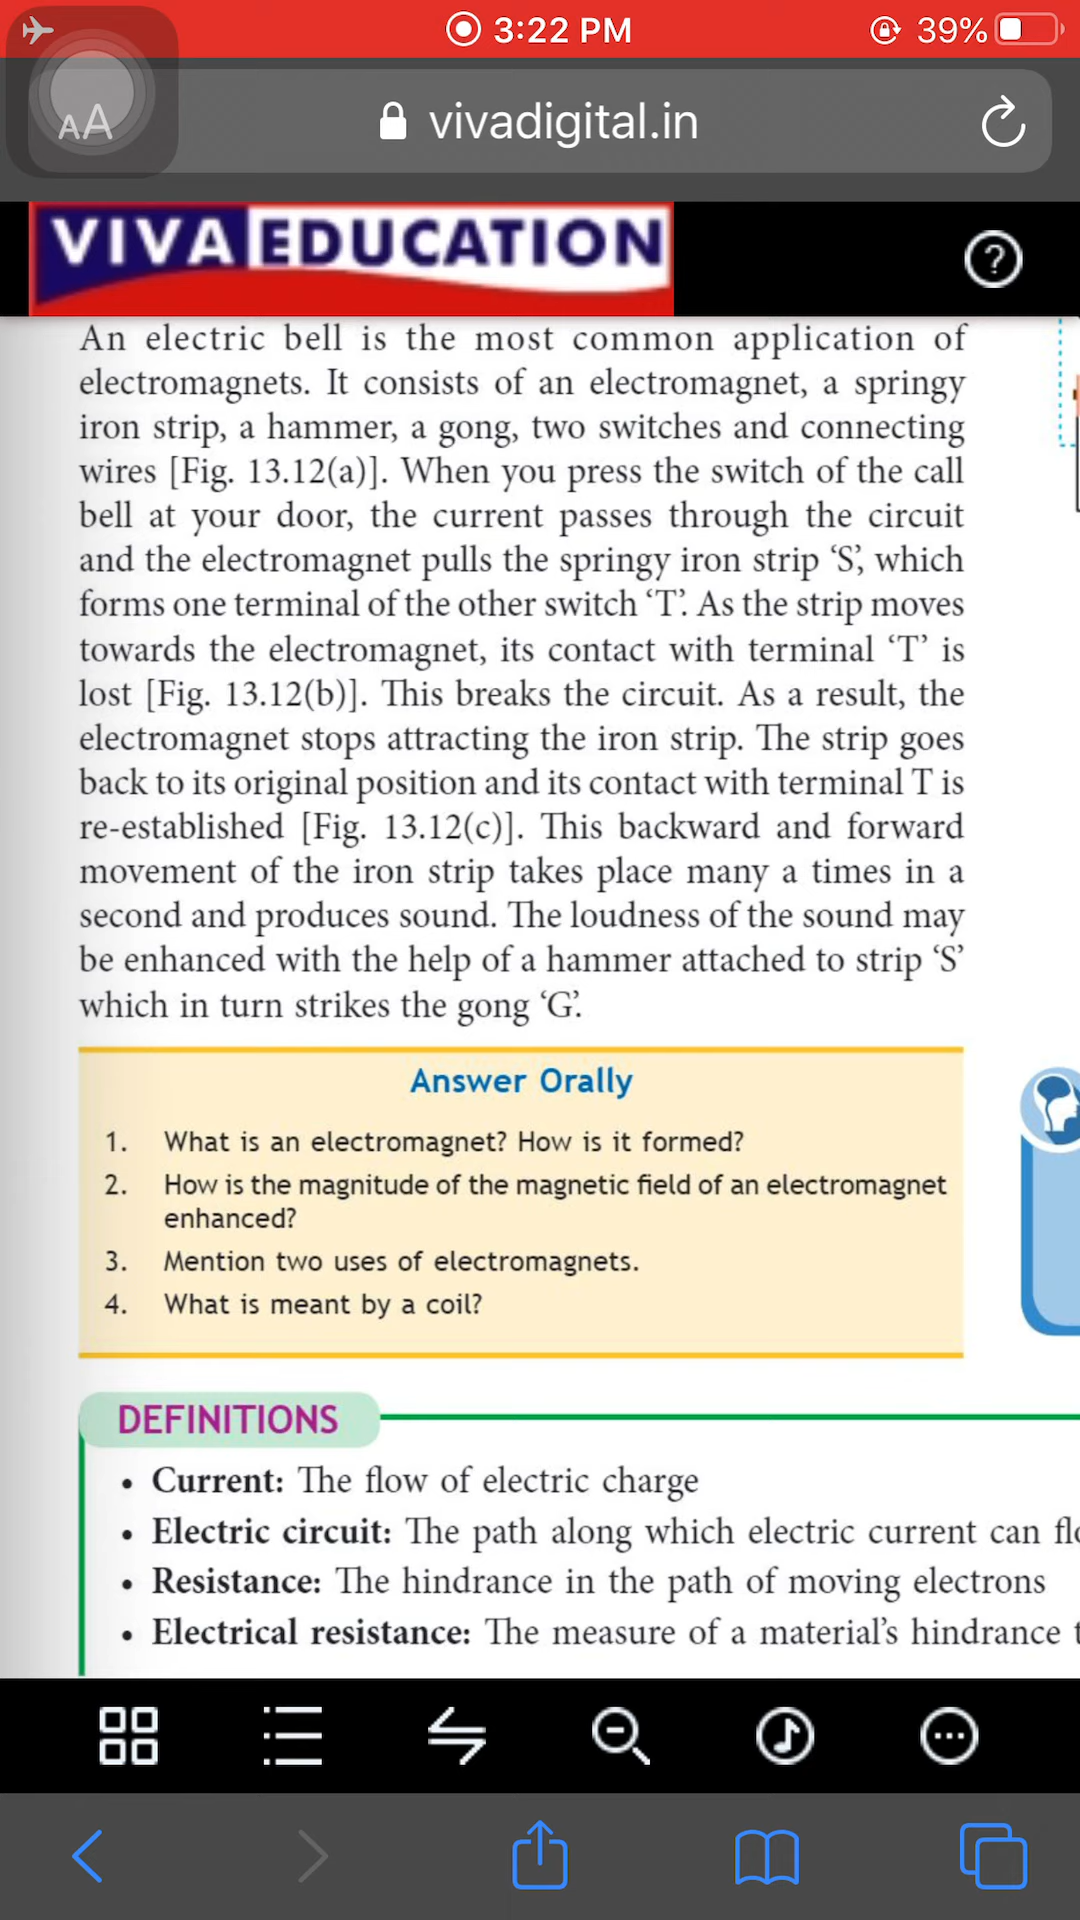 3:22 PM
39%
AA
vivadigital.in
VIVA EDUCATION
?
An electric bell is the most common application of
electromagnets. It consists of an electromagnet, a springy
iron strip, a hammer, a gong, two switches and connecting
wires [Fig. 13.12(a)]. When you press the switch of the call
bell at your door, the current passes through the circuit
and the electromagnet pulls the springy iron strip ‘S’, which
forms one terminal of the other switch ‘T’. As the strip moves
towards the electromagnet, its contact with terminal ‘T’ is
lost [Fig. 13.12(b)]. This breaks the circuit. As a result, the
electromagnet stops attracting the iron strip. The strip goes
back to its original position and its contact with terminal T is
re-established [Fig. 13.12(c)]. This backward and forward
movement of the iron strip takes place many a times in a
second and produces sound. The loudness of the sound may
be enhanced with the help of a hammer attached to strip ‘S’
which in turn strikes the gong ‘G’.
Answer Orally
1. What is an electromagnet? How is it formed?
2. How is the magnitude of the magnetic field of an electromagnet
enhanced?
3. Mention two uses of electromagnets.
4. What is meant by a coil?
DEFINITIONS
• Current: The flow of electric charge
• Electric circuit: The path along which electric current can
• Resistance: The hindrance in the path of moving electrons
• Electrical resistance: The measure of a material’s hindrance